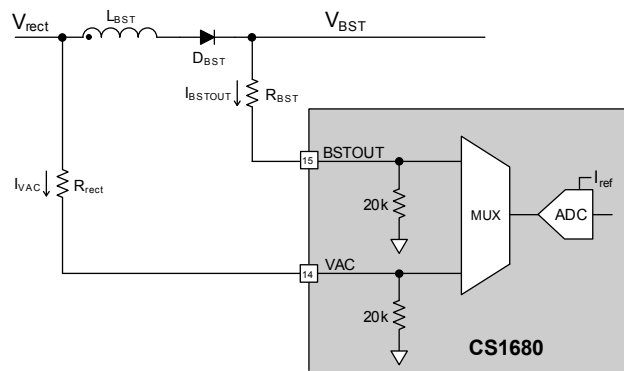 Vrect
LBST
VBST
DBST
IBSTOUT
RBST
IVAC
Rrect
15
BSTOUT
Iref
20k
MUX
ADC
14
VAC
20k
CS1680